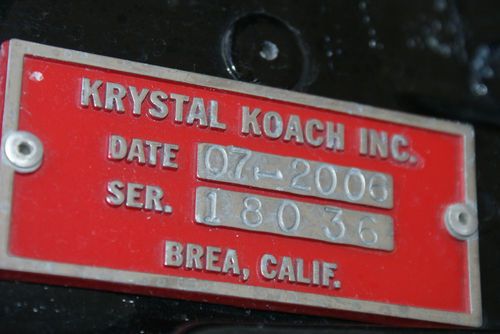 KRYSTAL KOACH INC.
DATE 07-2006
SER. 18036
BREA, CALIF.